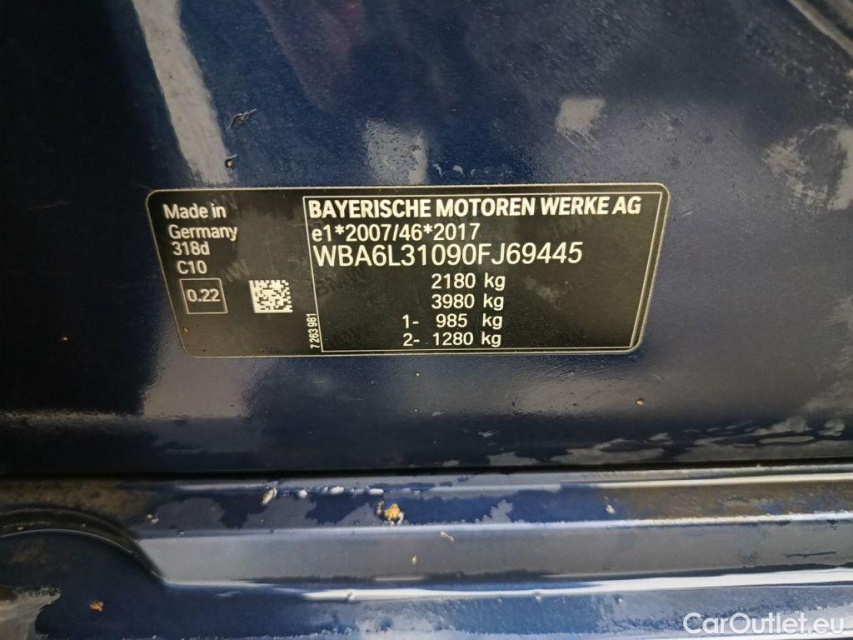 Made in
Germany
318d
C10
0.22
7 263 981
BAYERISCHE MOTOREN WERKE AG
e1*2007/46*2017
WBA6L31090FJ69445
2180 kg
3980 kg
1- 985 kg
2- 1280 kg
CarOutlet.eu